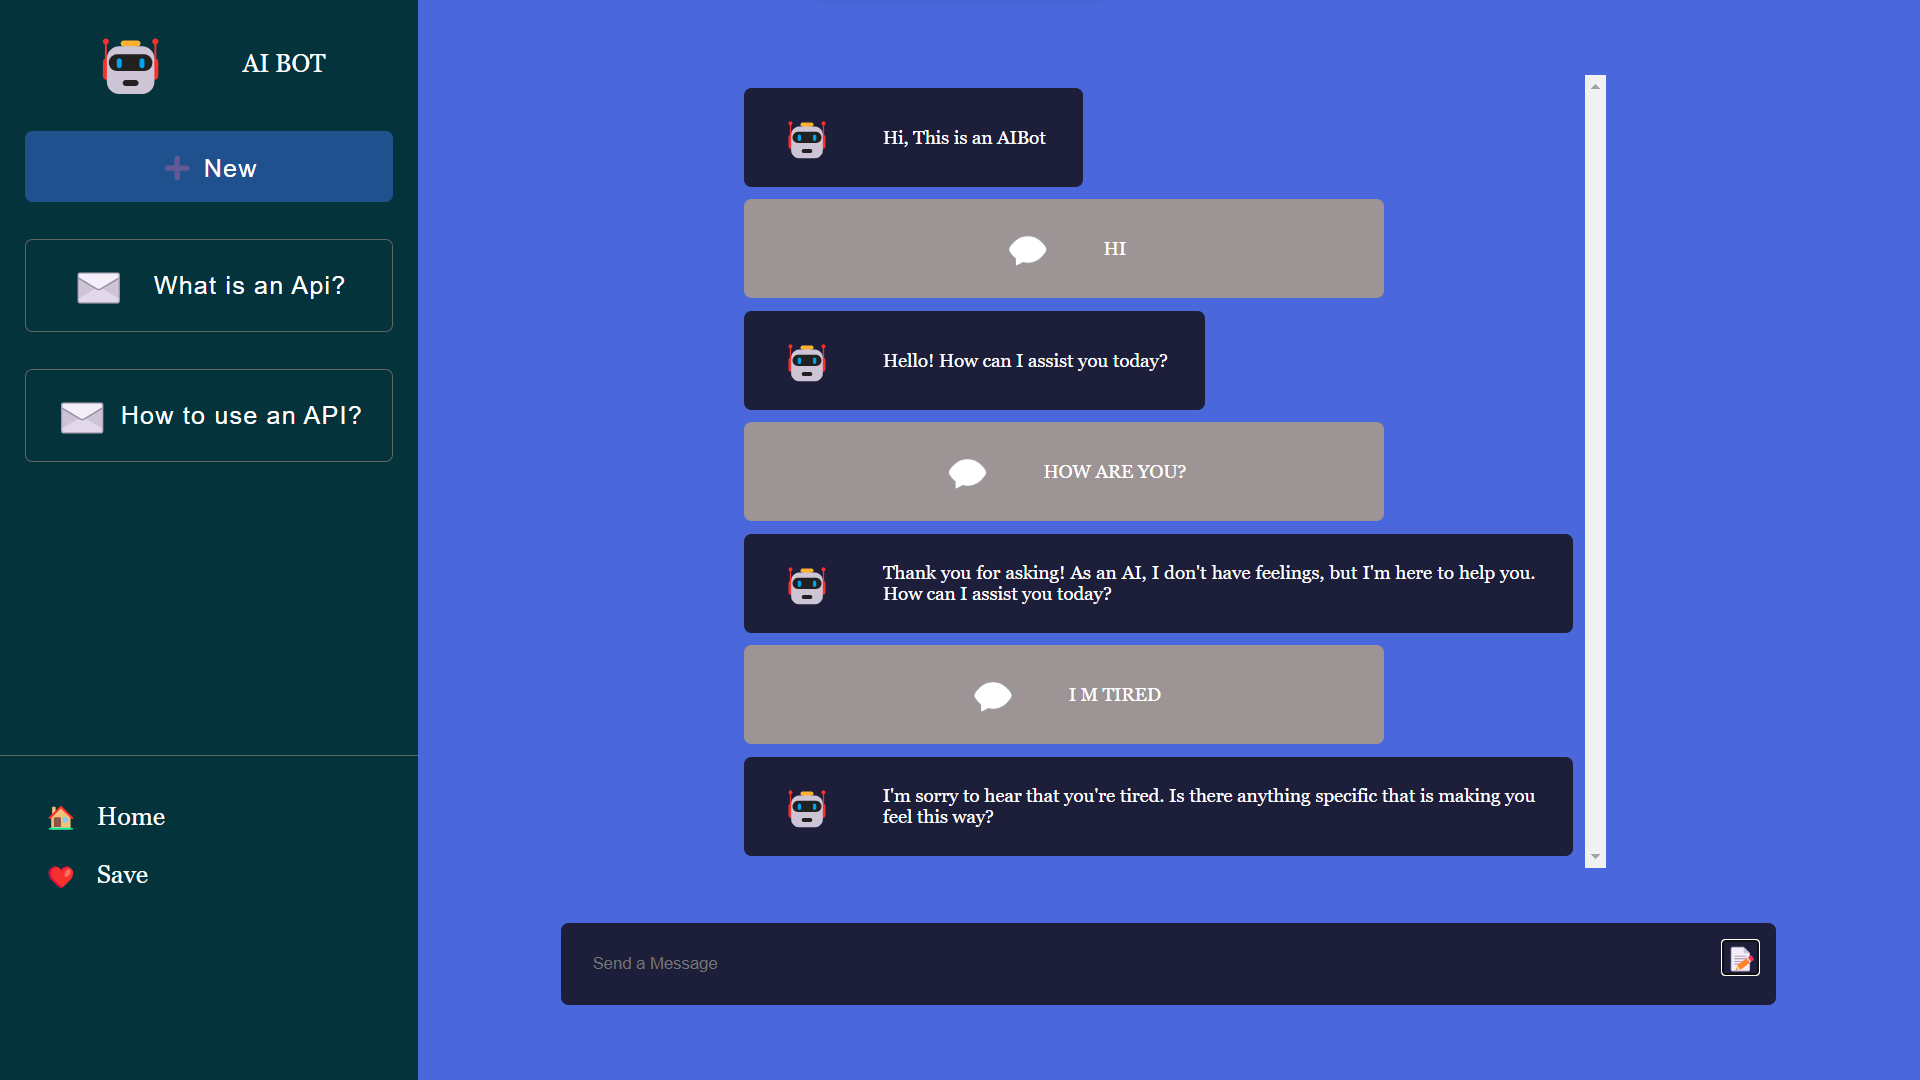 AI BOT
New
What is an Api?
How to use an API?
Home
Save
Hi, This is an AIBot
HI
Hello! How can I assist you today?
HOW ARE YOU?
Thank you for asking! As an AI, I don't have feelings, but I'm here to help you.
How can I assist you today?
I M TIRED
I'm sorry to hear that you're tired. Is there anything specific that is making you
feel this way?
Send a Message